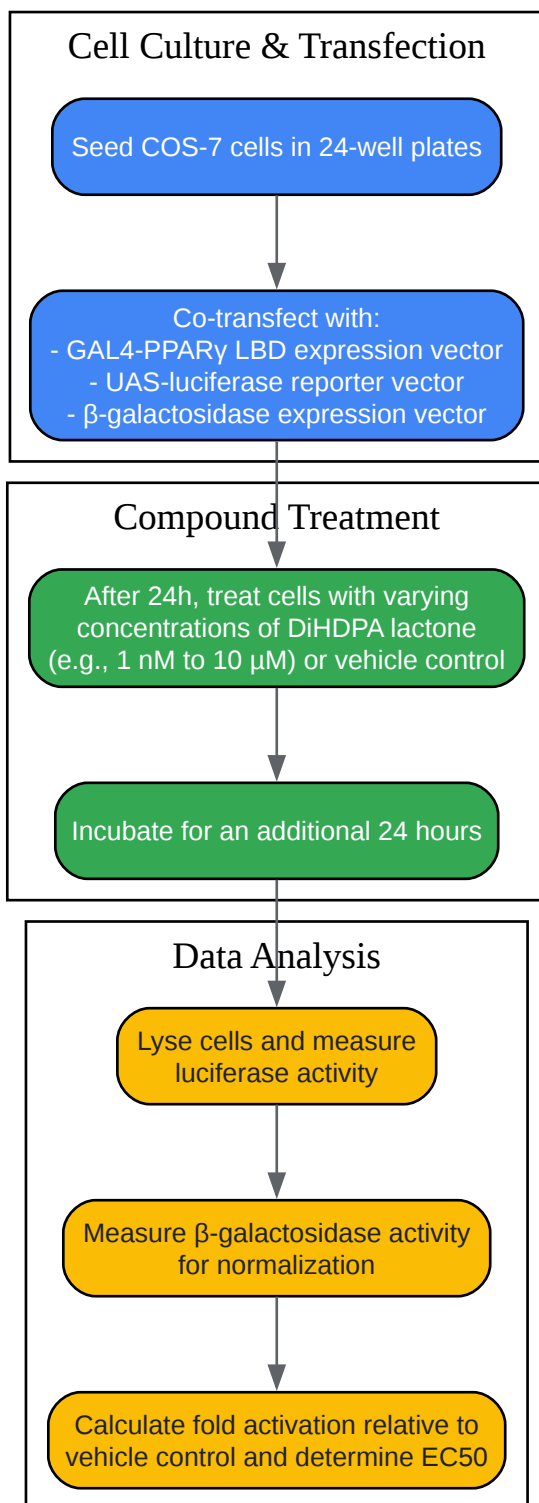 Cell Culture & Transfection
Seed COS-7 cells in 24-well plates
Co-transfect with:
- GAL4-PPARγ LBD expression vector
- UAS-luciferase reporter vector
- β-galactosidase expression vector
Compound Treatment
After 24h, treat cells with varying
concentrations of DiHDPA lactone
(e.g., 1 nM to 10 μM) or vehicle control
Incubate for an additional 24 hours
Data Analysis
Lyse cells and measure
luciferase activity
Measure β-galactosidase activity
for normalization
Calculate fold activation relative to
vehicle control and determine EC50